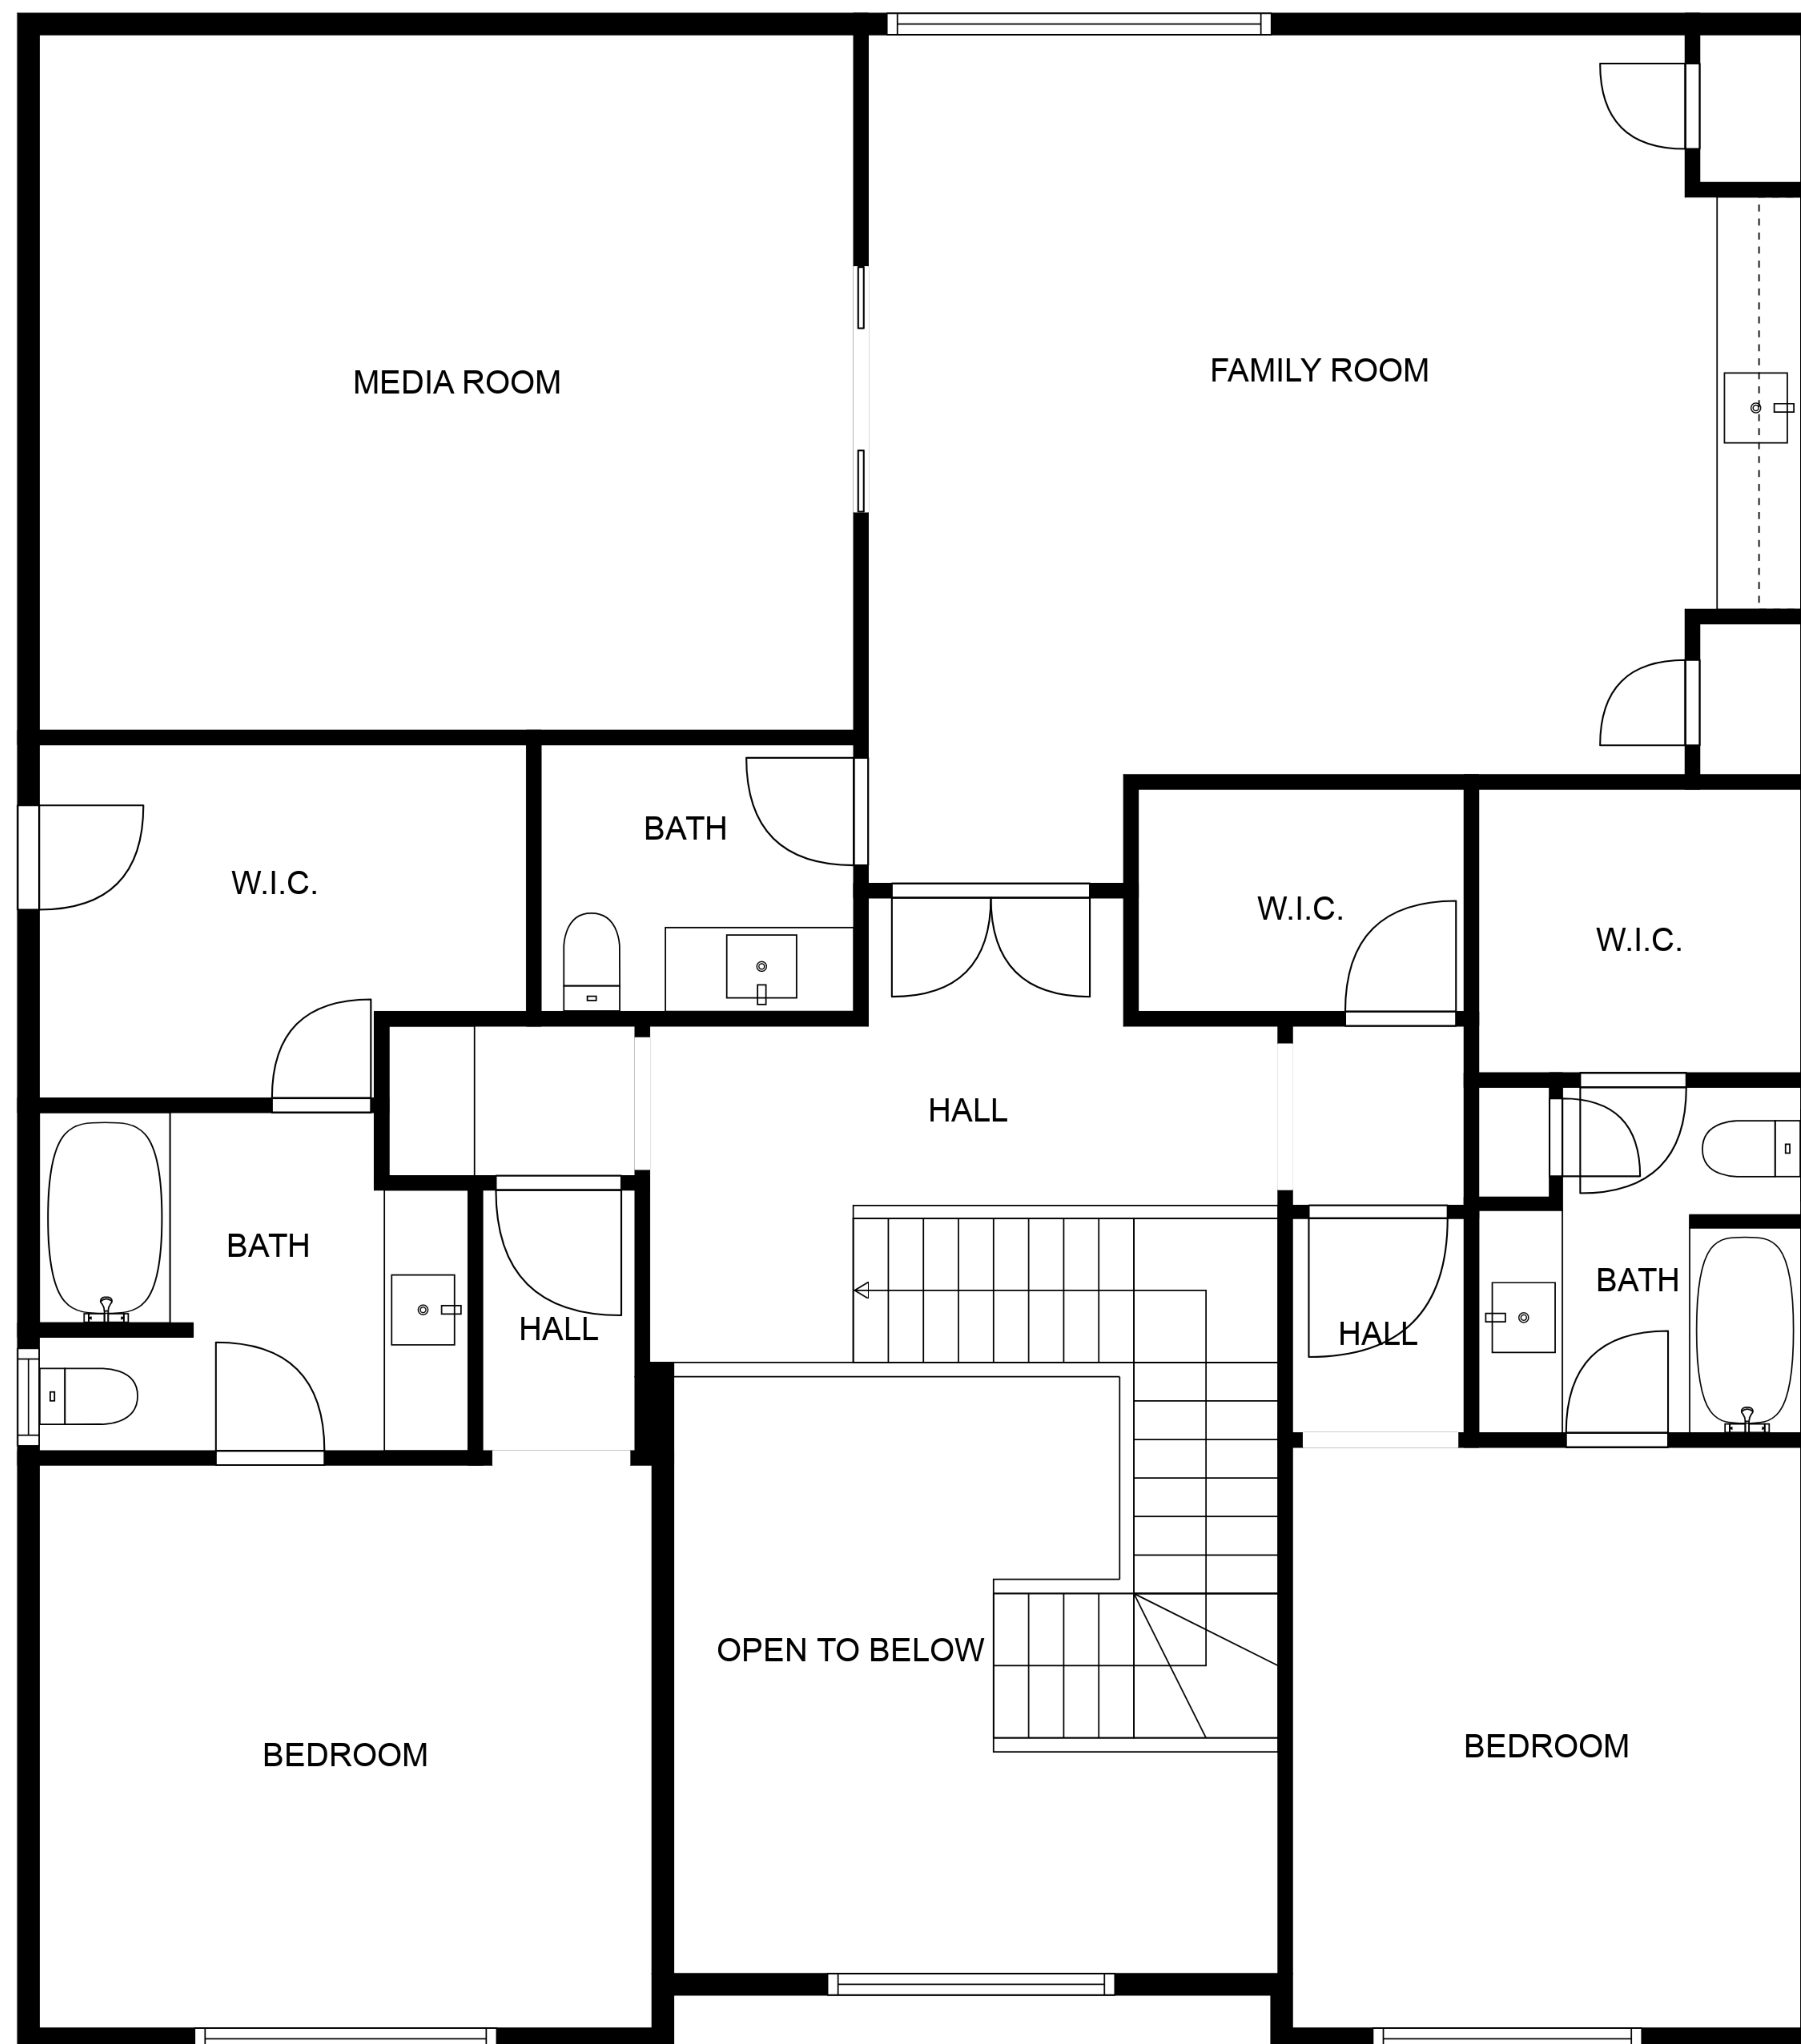 MEDIA ROOM
FAMILY ROOM
BATH
W.I.C.
W.I.C.
W.I.C.
HALL
BATH
BATH
HALL
HALL
OPEN TO BELOW
BEDROOM
BEDROOM